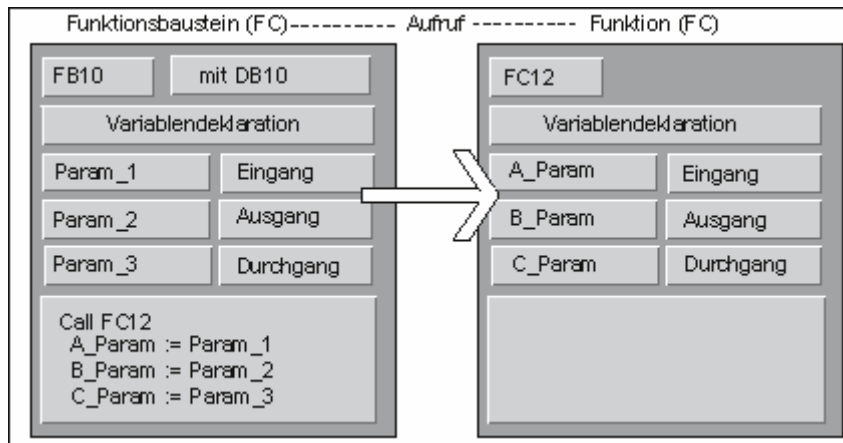 Funktionsbaustein (FC)----------- Aufruf ----------- Funktion (FC)
FB10
mit DB10
Variablendeklaration
Param_1
Eingang
Param_2
Ausgang
Param_3
Durchgang
Call FC12
A_Param := Param_1
B_Param := Param_2
C_Param := Param_3
FC12
Variablendeklaration
A_Param
Eingang
B_Param
Ausgang
C_Param
Durchgang